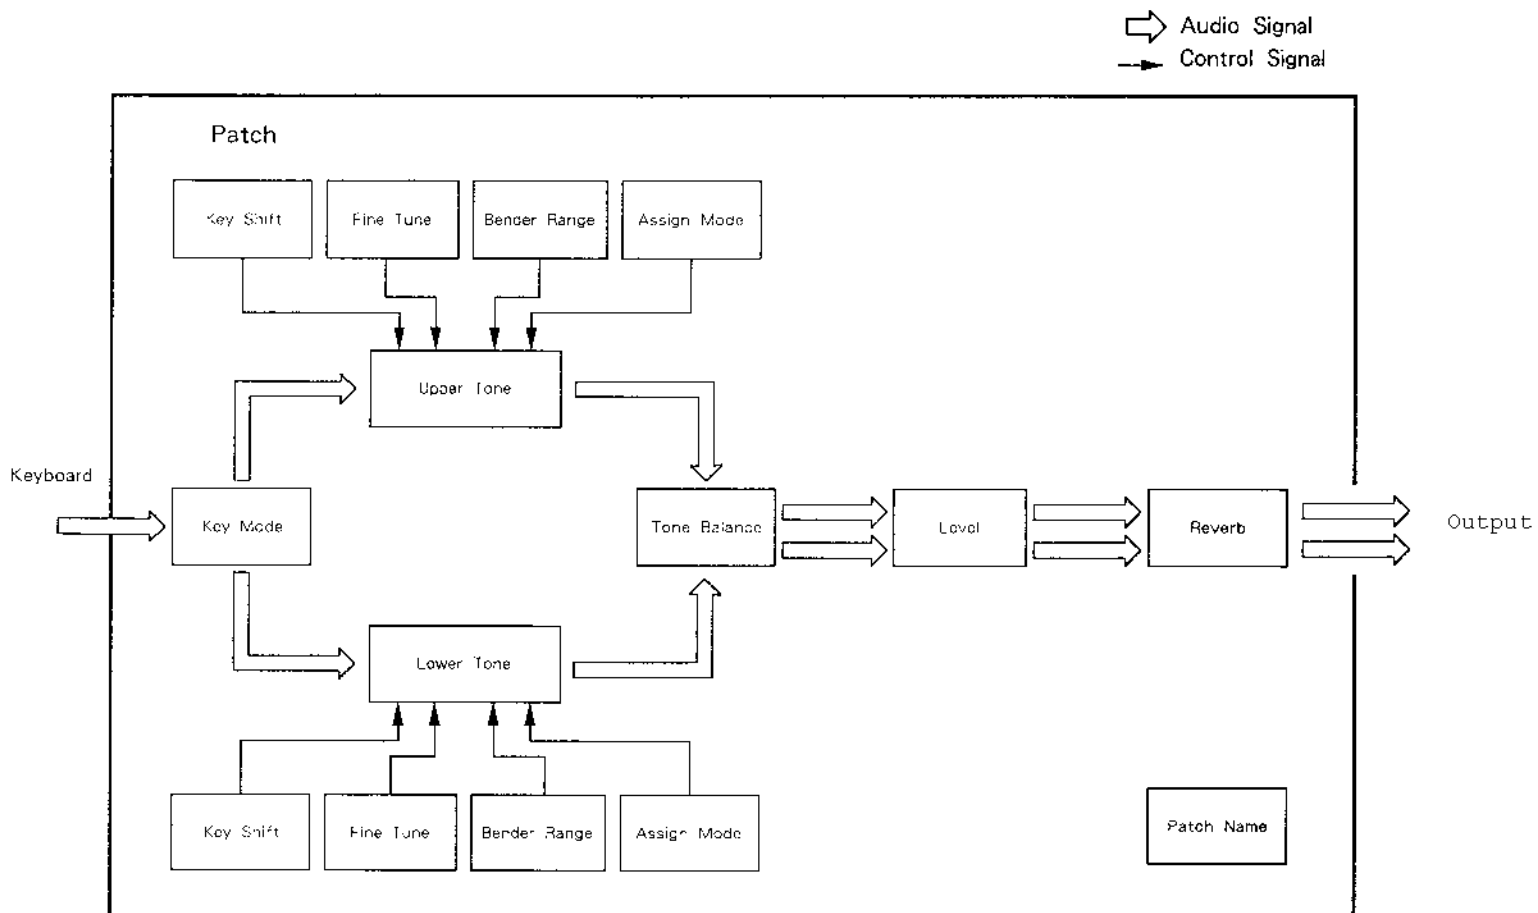 Audio Signal
Control Signal
Patch
Key Shift
Fine Tune
Bender Range
Assign Mode
Upper Tone
Keyboard
Key Mode
Tone Balance
Level
Reverb
Output
Lower Tone
Key Shift
Fine Tune
Bender Range
Assign Mode
Patch Name